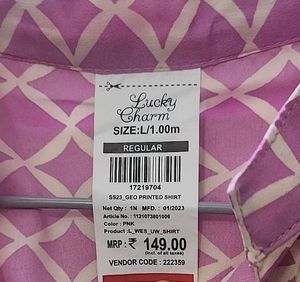 Lucky
Charm
SIZE:L/1.00m
REGULAR
17219704
SS23_GEO PRINTED SHIRT
Net Qty : 1N MFD. : 01/2023
Article No. : 1121073801006
Color : PNK
Product : L_WES_UW_SHIRT
MRP : ₹ 149.00
(incl. of all taxes)
VENDOR CODE : 222359